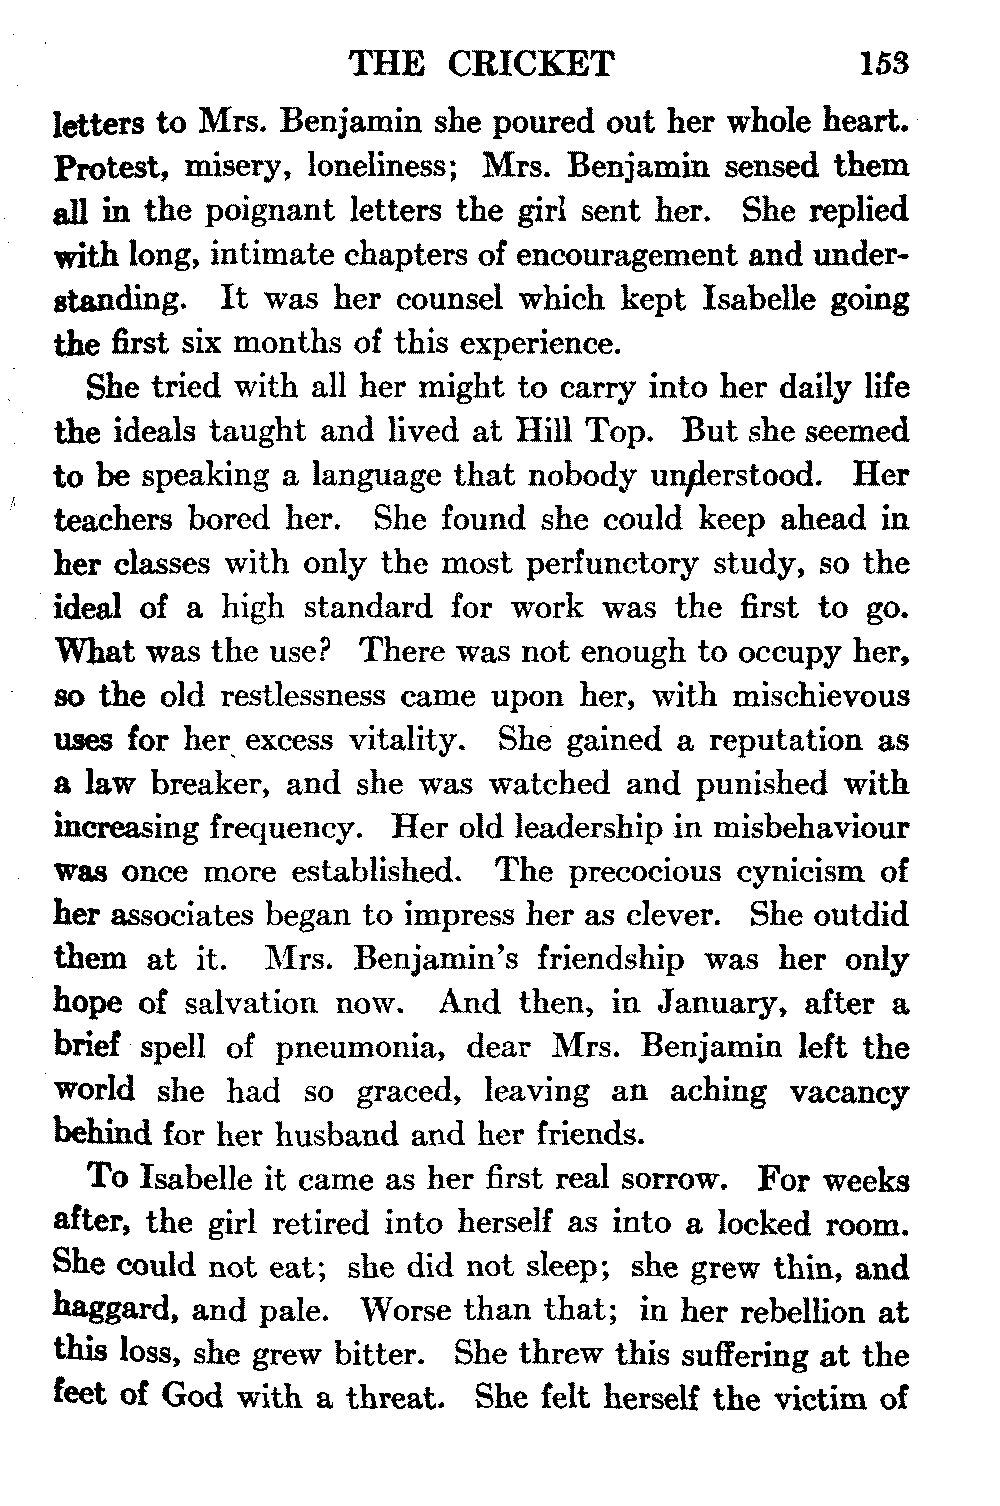 THE CRICKET 153
letters to Mrs. Benjamin she poured out her whole heart.
Protest, misery, loneliness; Mrs. Benjamin sensed them
all in the poignant letters the girl sent her. She replied
with long, intimate chapters of encouragement and under-
standing. It was her counsel which kept Isabelle going
the first six months of this experience.
She tried with all her might to carry into her daily life
the ideals taught and lived at Hill Top. But she seemed
to be speaking a language that nobody understood. Her
teachers bored her. She found she could keep ahead in
her classes with only the most perfunctory study, so the
ideal of a high standard for work was the first to go.
What was the use? There was not enough to occupy her,
so the old restlessness came upon her, with mischievous
uses for her excess vitality. She gained a reputation as
a law breaker, and she was watched and punished with
increasing frequency. Her old leadership in misbehaviour
was once more established. The precocious cynicism of
her associates began to impress her as clever. She outdid
them at it. Mrs. Benjamin's friendship was her only
hope of salvation now. And then, in January, after a
brief spell of pneumonia, dear Mrs. Benjamin left the
world she had so graced, leaving an aching vacancy
behind for her husband and her friends.
To Isabelle it came as her first real sorrow. For weeks
after, the girl retired into herself as into a locked room.
She could not eat; she did not sleep; she grew thin, and
haggard, and pale. Worse than that; in her rebellion at
this loss, she grew bitter. She threw this suffering at the
feet of God with a threat. She felt herself the victim of